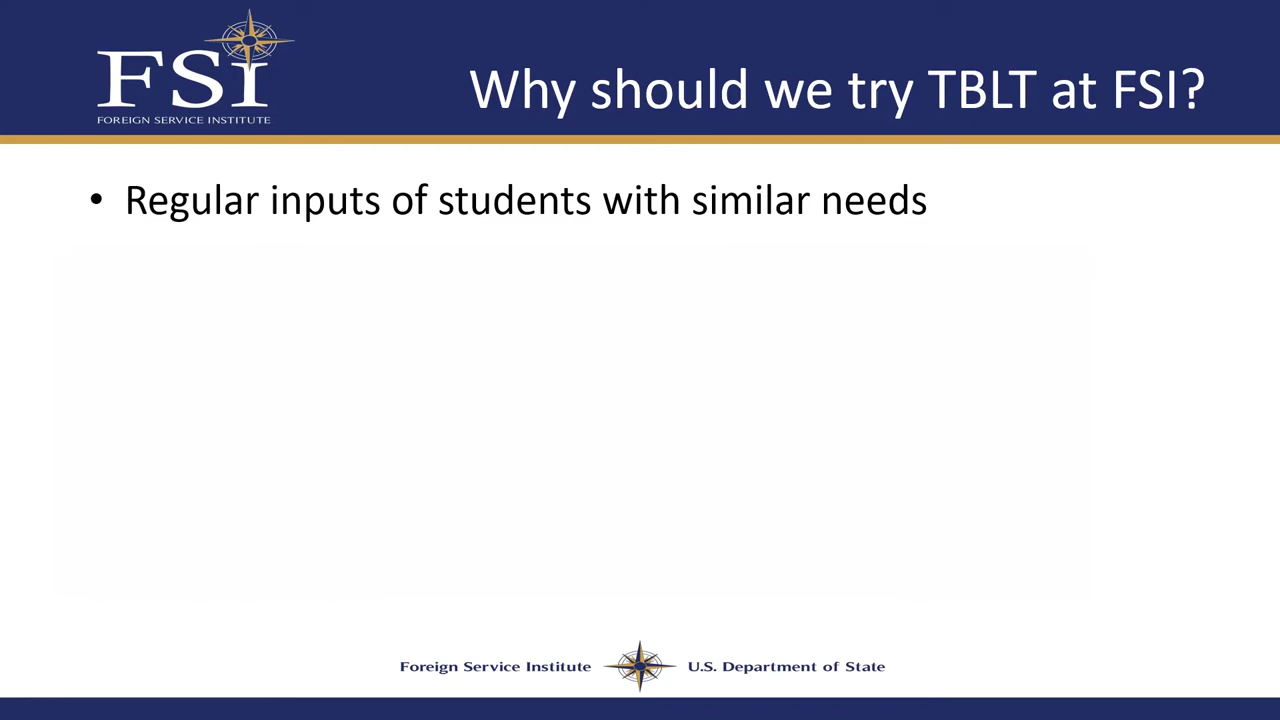 FSI
FOREIGN SERVICE INSTITUTE
Why should we try TBLT at FSI?
• Regular inputs of students with similar needs
Foreign Service Institute U.S. Department of State